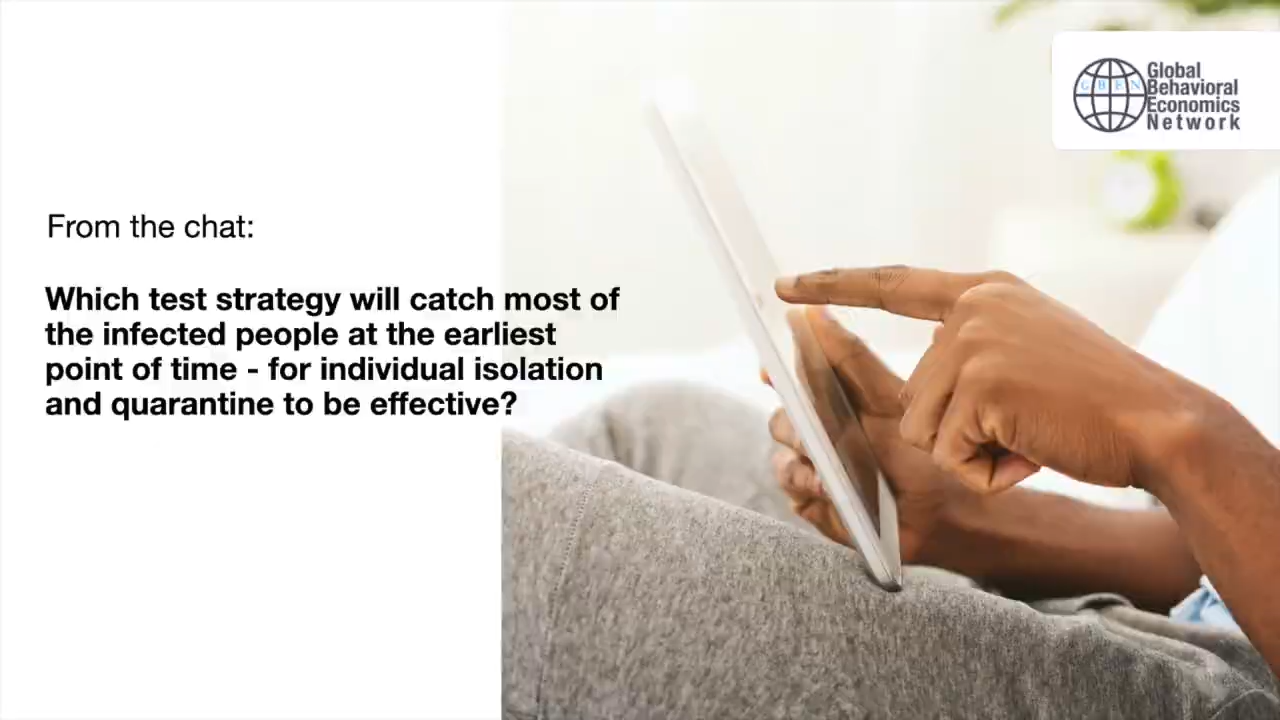 Global
Behavioral
Economics
Network
G B E N
From the chat:
Which test strategy will catch most of
the infected people at the earliest
point of time - for individual isolation
and quarantine to be effective?